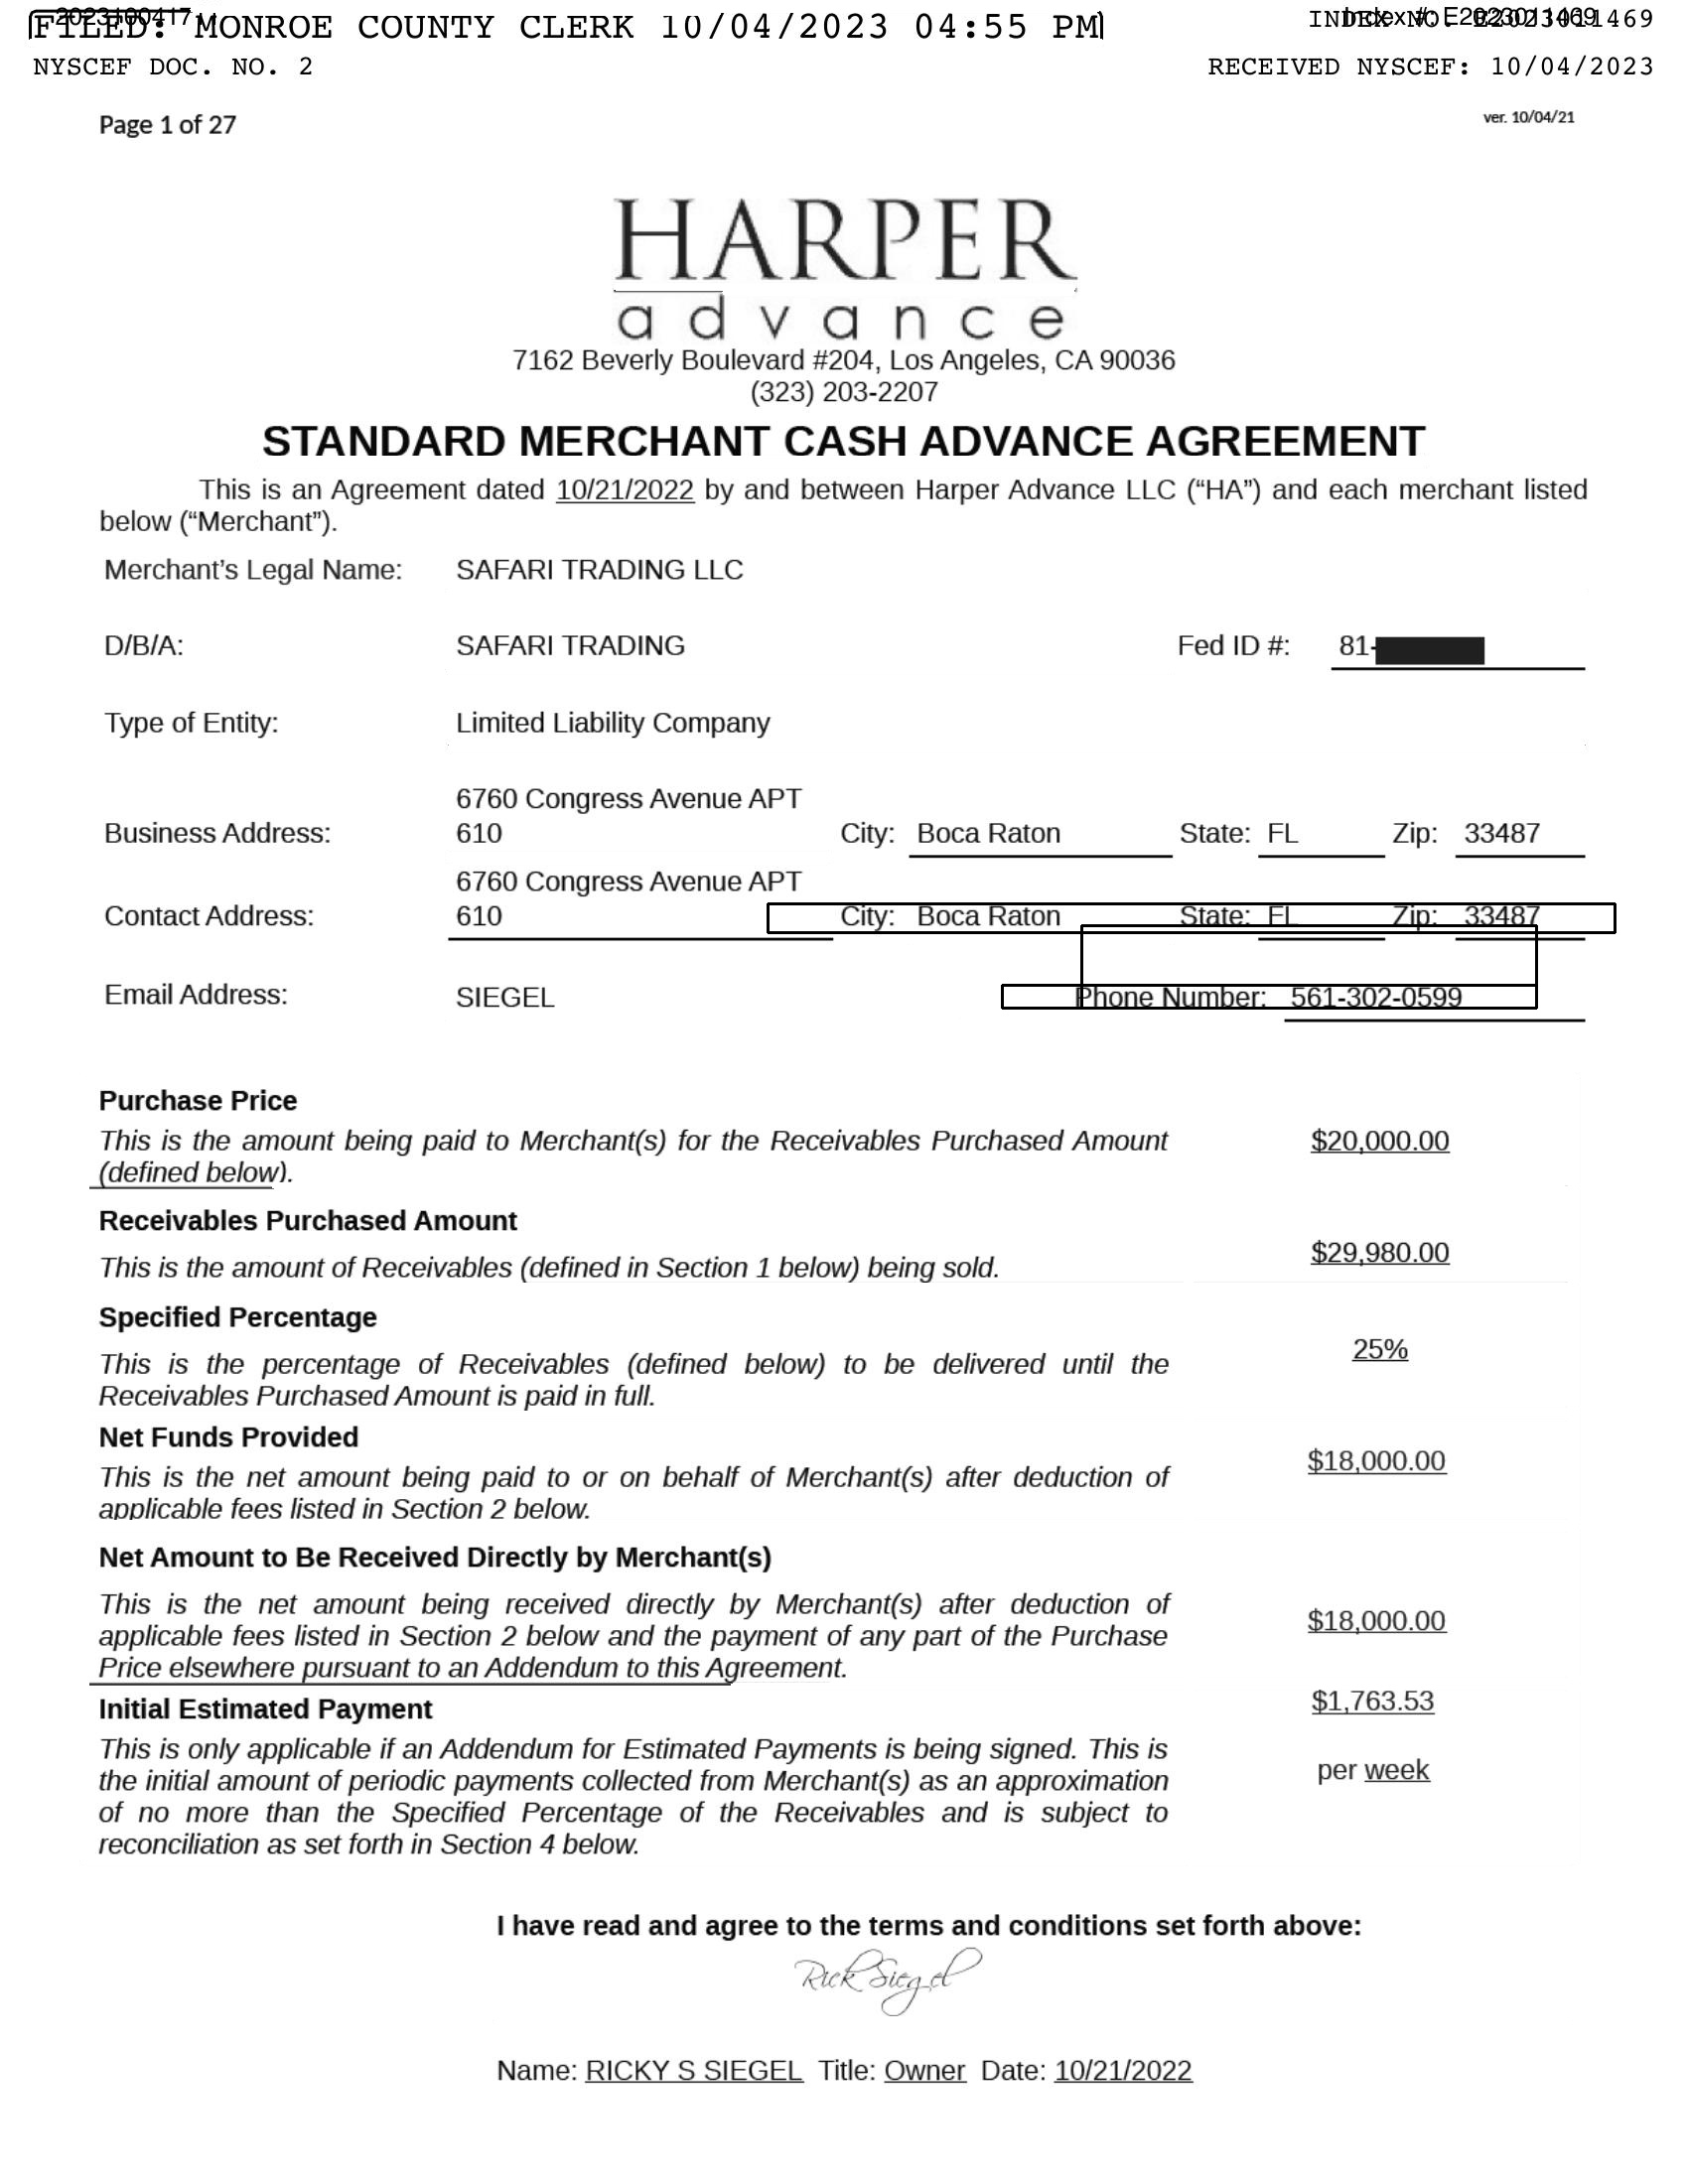 FILED: MONROE COUNTY CLERK 10/04/2023 04:55 PM
INDEX NO. E2023011469
Index #: E2023011469
NYSCEF DOC. NO. 2
RECEIVED NYSCEF: 10/04/2023
Page 1 of 27
ver. 10/04/21
HARPER
advance
7162 Beverly Boulevard #204, Los Angeles, CA 90036
(323) 203-2207
STANDARD MERCHANT CASH ADVANCE AGREEMENT
This is an Agreement dated 10/21/2022 by and between Harper Advance LLC (“HA”) and each merchant listed
below (“Merchant”).
Merchant’s Legal Name: SAFARI TRADING LLC
D/B/A: SAFARI TRADING Fed ID #: 81-
Type of Entity: Limited Liability Company
6760 Congress Avenue APT
Business Address: 610 City: Boca Raton State: FL Zip: 33487
6760 Congress Avenue APT
Contact Address: 610 City: Boca Raton State: FL Zip: 33487
Email Address: SIEGEL Phone Number: 561-302-0599
Purchase Price
This is the amount being paid to Merchant(s) for the Receivables Purchased Amount $20,000.00
(defined below).
Receivables Purchased Amount
$29,980.00
This is the amount of Receivables (defined in Section 1 below) being sold.
Specified Percentage
25%
This is the percentage of Receivables (defined below) to be delivered until the
Receivables Purchased Amount is paid in full.
Net Funds Provided
$18,000.00
This is the net amount being paid to or on behalf of Merchant(s) after deduction of
applicable fees listed in Section 2 below.
Net Amount to Be Received Directly by Merchant(s)
This is the net amount being received directly by Merchant(s) after deduction of
applicable fees listed in Section 2 below and the payment of any part of the Purchase $18,000.00
Price elsewhere pursuant to an Addendum to this Agreement.
Initial Estimated Payment $1,763.53
This is only applicable if an Addendum for Estimated Payments is being signed. This is
the initial amount of periodic payments collected from Merchant(s) as an approximation per week
of no more than the Specified Percentage of the Receivables and is subject to
reconciliation as set forth in Section 4 below.
I have read and agree to the terms and conditions set forth above:
Rick Siegel
Name: RICKY S SIEGEL Title: Owner Date: 10/21/2022